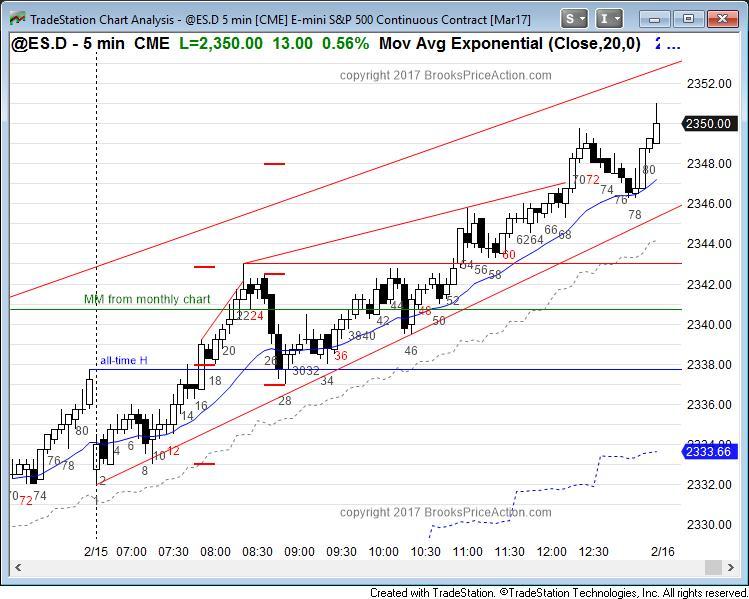 TradeStation Chart Analysis - @ES.D 5 min [CME] E-mini S&P 500 Continuous Contract [Mar17]
S
I
@ES.D - 5 min CME L=2,350.00 13.00 0.56% Mov Avg Exponential (Close,20,0) 2 ...
copyright 2017 BrooksPriceAction.com
2352.00
2350.00
2348.00
2346.00
2344.00
2342.00
2340.00
2338.00
2336.00
2334.00
2333.66
2332.00
2330.00
MM from monthly chart
all-time H
70 72 74 76 78 80
2 4 6 8 10 12 14 16 18 20 22 24 26 28 30 32 34 36 38 40 42 44 46 48 50 52 54 56 58 60 62 64 66 68 70 72 74 76 78 80
copyright 2017 BrooksPriceAction.com
2/15 07:00 07:30 08:00 08:30 09:00 09:30 10:00 10:30 11:00 11:30 12:00 12:30 2/16
Created with TradeStation. ©TradeStation Technologies, Inc. All rights reserved.